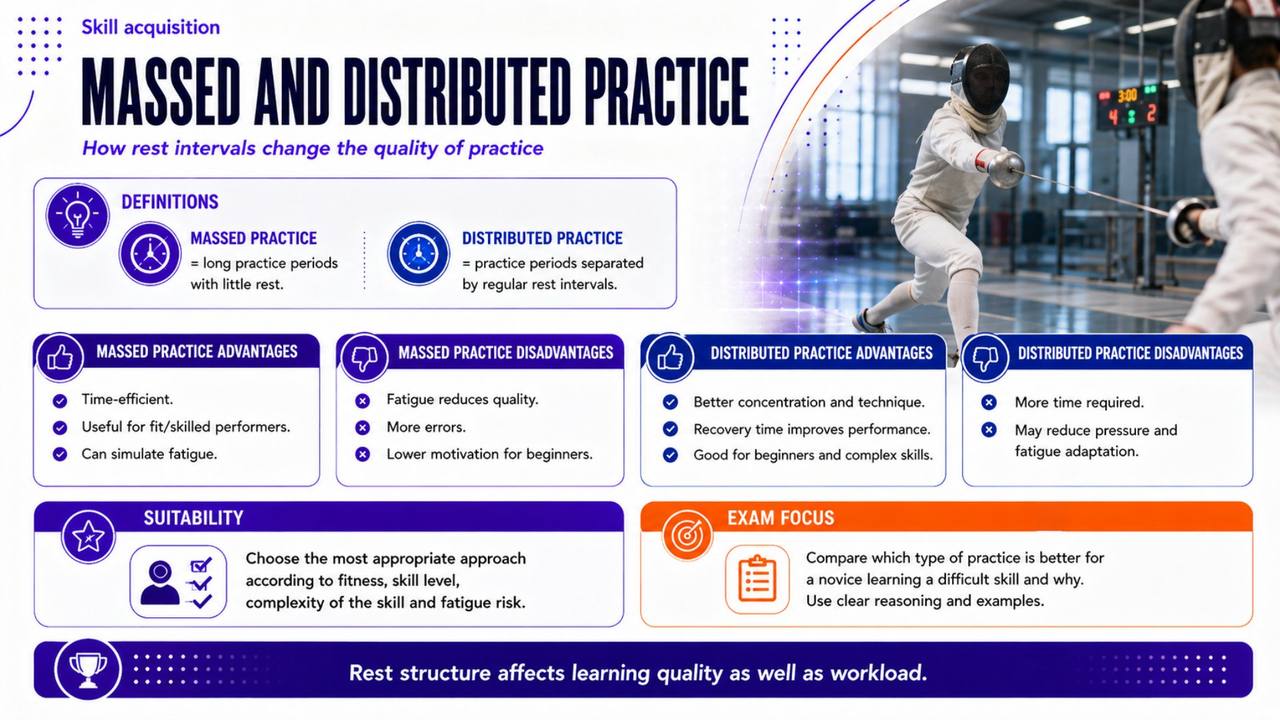 Skill acquisition
MASSED AND DISTRIBUTED PRACTICE
How rest intervals change the quality of practice
DEFINITIONS
MASSED PRACTICE
= long practice periods
with little rest.
DISTRIBUTED PRACTICE
= practice periods separated
by regular rest intervals.
3:00
4 2
MASSED PRACTICE ADVANTAGES
Time-efficient.
Useful for fit/skilled performers.
Can simulate fatigue.
MASSED PRACTICE DISADVANTAGES
Fatigue reduces quality.
More errors.
Lower motivation for beginners.
DISTRIBUTED PRACTICE ADVANTAGES
Better concentration and technique.
Recovery time improves performance.
Good for beginners and complex skills.
DISTRIBUTED PRACTICE DISADVANTAGES
More time required.
May reduce pressure and
fatigue adaptation.
SUITABILITY
Choose the most appropriate approach
according to fitness, skill level,
complexity of the skill and fatigue risk.
EXAM FOCUS
Compare which type of practice is better for
a novice learning a difficult skill and why.
Use clear reasoning and examples.
Rest structure affects learning quality as well as workload.